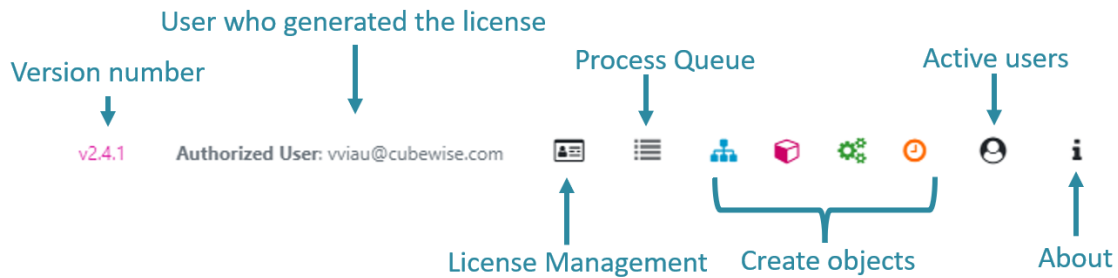 User who generated the license
Version number
Process Queue
Active users
v2.4.1
Authorized User: vviau@cubewise.com
License Management
Create objects
About